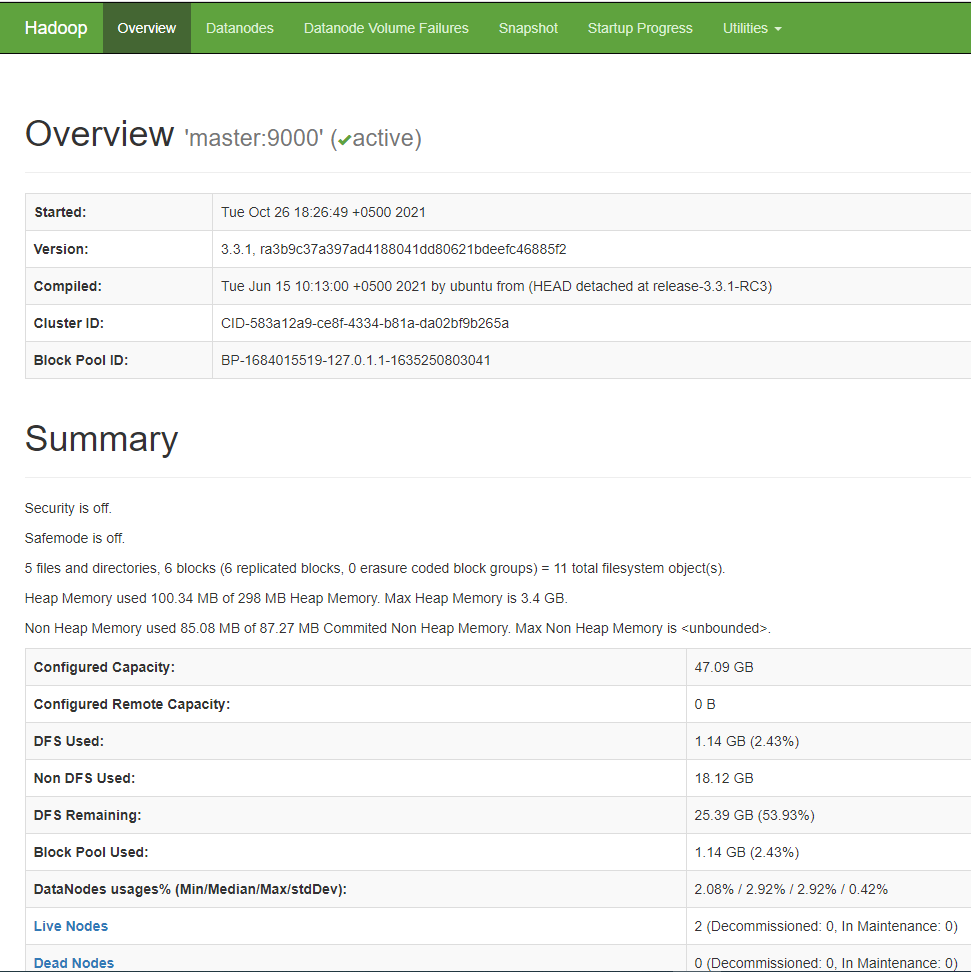 Hadoop Overview Datanodes Datanode Volume Failures Snapshot Startup Progress Utilities
Overview 'master:9000' (✔active)
Started: Tue Oct 26 18:26:49 +0500 2021
Version: 3.3.1, ra3b9c37a397ad4188041dd80621bdeefc46885f2
Compiled: Tue Jun 15 10:13:00 +0500 2021 by ubuntu from (HEAD detached at release-3.3.1-RC3)
Cluster ID: CID-583a12a9-ce8f-4334-b81a-da02bf9b265a
Block Pool ID: BP-1684015519-127.0.1.1-1635250803041
Summary
Security is off.
Safemode is off.
5 files and directories, 6 blocks (6 replicated blocks, 0 erasure coded block groups) = 11 total filesystem object(s).
Heap Memory used 100.34 MB of 298 MB Heap Memory. Max Heap Memory is 3.4 GB.
Non Heap Memory used 85.08 MB of 87.27 MB Commited Non Heap Memory. Max Non Heap Memory is <unbounded>.
Configured Capacity: 47.09 GB
Configured Remote Capacity: 0 B
DFS Used: 1.14 GB (2.43%)
Non DFS Used: 18.12 GB
DFS Remaining: 25.39 GB (53.93%)
Block Pool Used: 1.14 GB (2.43%)
DataNodes usages% (Min/Median/Max/stdDev): 2.08% / 2.92% / 2.92% / 0.42%
Live Nodes 2 (Decommissioned: 0, In Maintenance: 0)
Dead Nodes 0 (Decommissioned: 0, In Maintenance: 0)